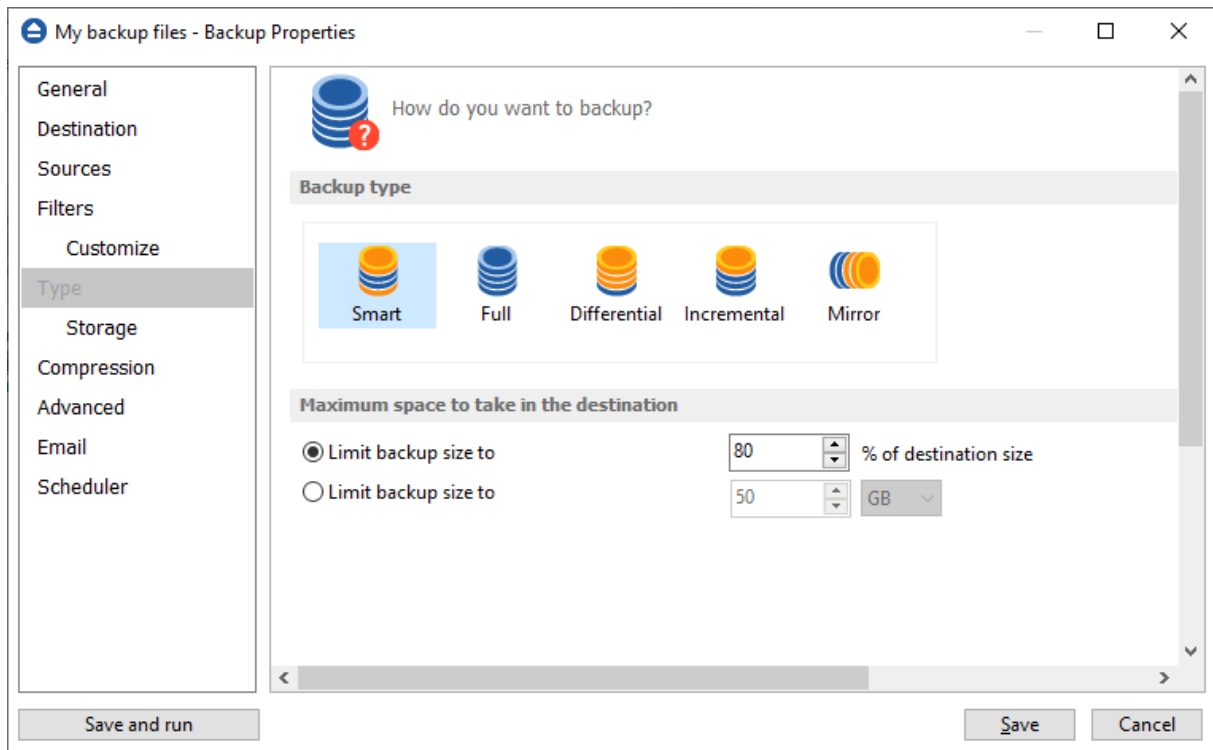 My backup files - Backup Properties
General
Destination
Sources
Filters
Customize
Type
Storage
Compression
Advanced
Email
Scheduler
How do you want to backup?
Backup type
Smart Full Differential Incremental Mirror
Maximum space to take in the destination
Limit backup size to 80 % of destination size
Limit backup size to 50 GB
Save and run Save Cancel